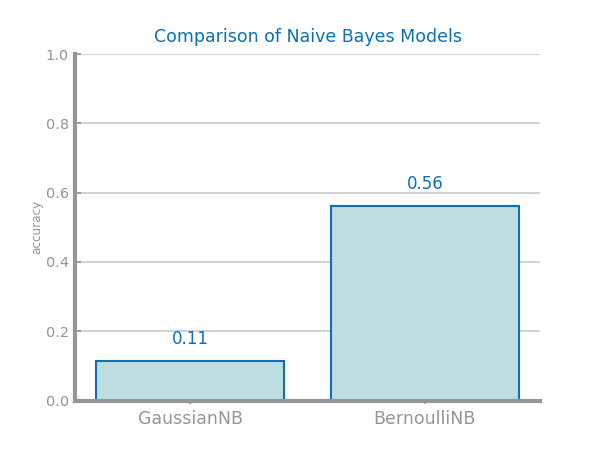 Comparison of Naive Bayes Models
1.0
0.8
0.6
0.4
0.2
0.0
accuracy
0.11
0.56
GaussianNB
BernoulliNB